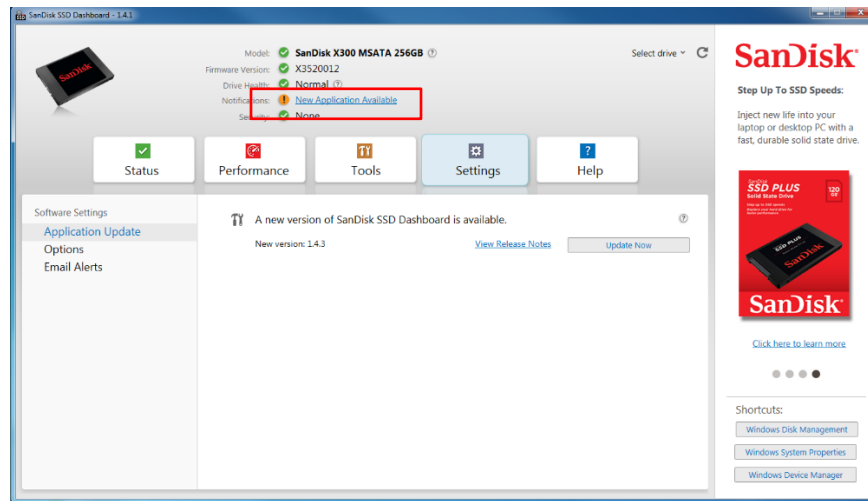 SanDisk SSD Dashboard - 1.4.1
SanDisk
Model: SanDisk X300 MSATA 256GB ?
Select drive
Firmware Version: X3520012
Drive Health: Normal ?
Notifications: ! New Application Available
Security: None
Status
Performance
Tools
Settings
? Help
Software Settings
Application Update
Options
Email Alerts
A new version of SanDisk SSD Dashboard is available. ?
New version: 1.4.3
View Release Notes
Update Now
SanDisk
Step Up To SSD Speeds:
Inject new life into your
laptop or desktop PC with a
fast, durable solid state drive.
SanDisk
SSD PLUS
Solid State Drive
120
GB
SanDisk
SanDisk
Click here to learn more
Shortcuts:
Windows Disk Management
Windows System Properties
Windows Device Manager